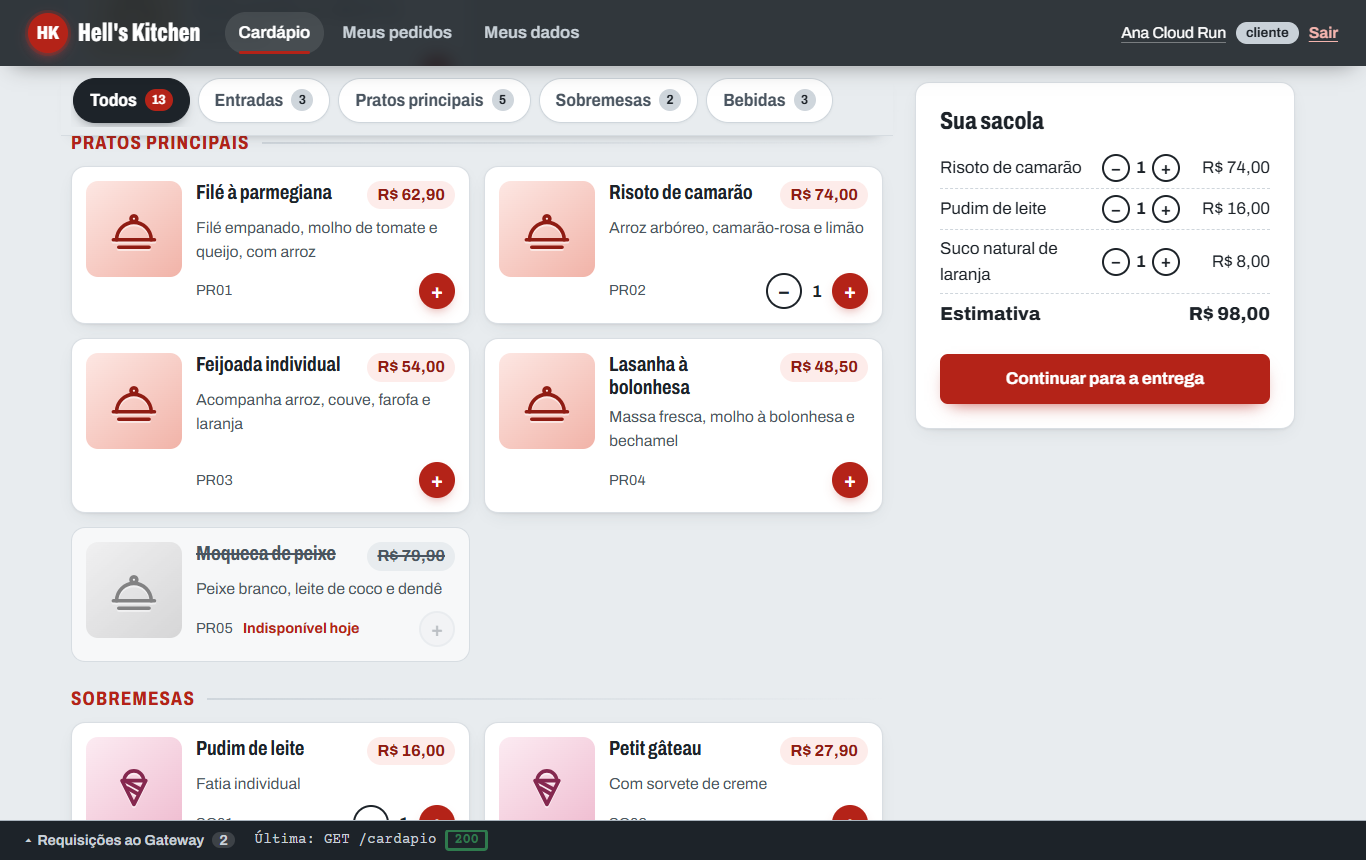 HK Hell's Kitchen Cardápio Meus pedidos Meus dados Ana Cloud Run cliente Sair
Todos 13 Entradas 3 Pratos principais 5 Sobremesas 2 Bebidas 3
PRATOS PRINCIPAIS
Filé à parmegiana R$ 62,90
Filé empanado, molho de tomate e
queijo, com arroz
PR01 +
Risoto de camarão R$ 74,00
Arroz arbóreo, camarão-rosa e limão
PR02 − 1 +
Feijoada individual R$ 54,00
Acompanha arroz, couve, farofa e
laranja
PR03 +
Lasanha à
bolonhesa
R$ 48,50
Massa fresca, molho à bolonhesa e
bechamel
PR04 +
Moqueca de peixe R$ 79,90
Peixe branco, leite de coco e dendê
PR05 Indisponível hoje +
SOBREMESAS
Pudim de leite R$ 16,00
Fatia individual
Petit gâteau R$ 27,90
Com sorvete de creme
Sua sacola
Risoto de camarão − 1 + R$ 74,00
Pudim de leite − 1 + R$ 16,00
Suco natural de
laranja
− 1 + R$ 8,00
Estimativa R$ 98,00
Continuar para a entrega
Requisições ao Gateway 2 Última: GET /cardapio 200